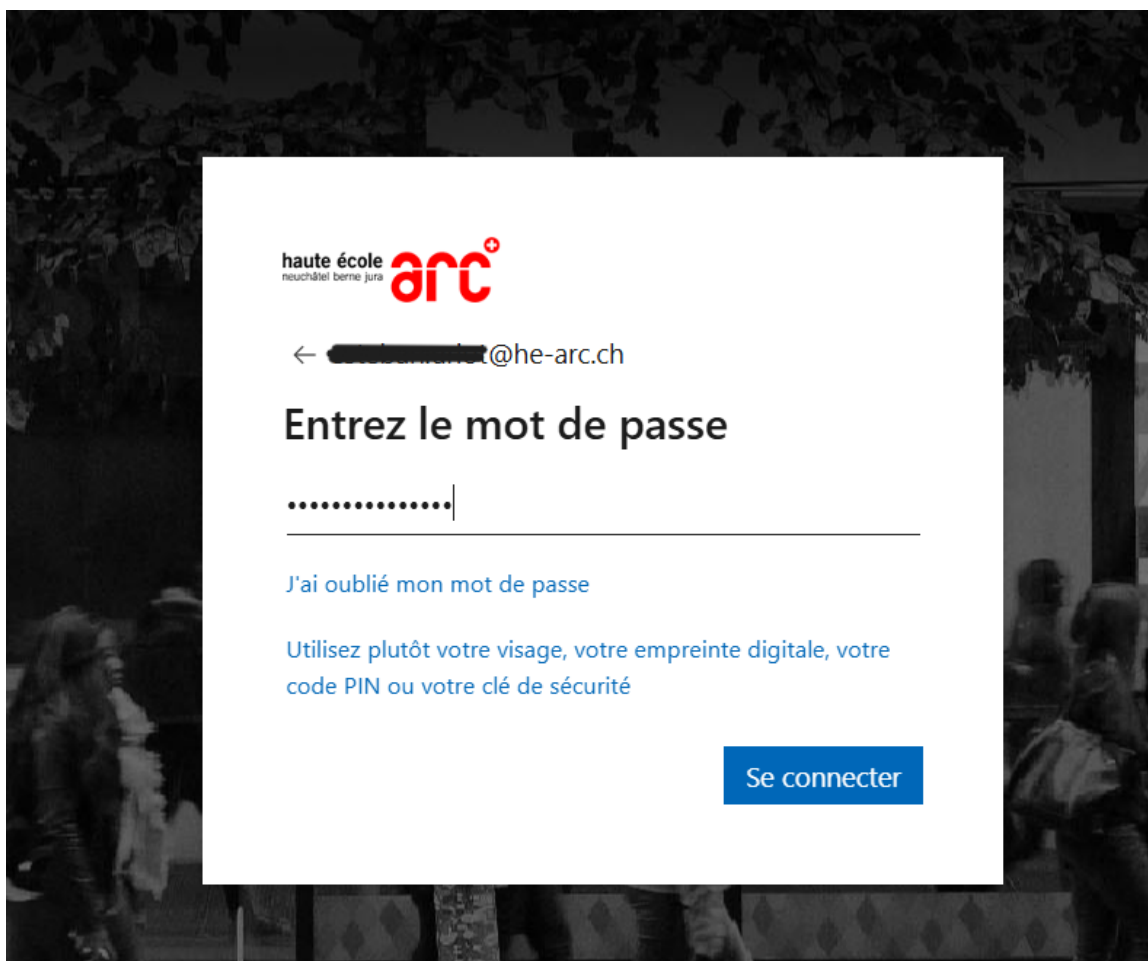 haute école
neuchâtel berne jura
arc
← @he-arc.ch
Entrez le mot de passe
•••••••••••••••
J'ai oublié mon mot de passe
Utilisez plutôt votre visage, votre empreinte digitale, votre
code PIN ou votre clé de sécurité
Se connecter